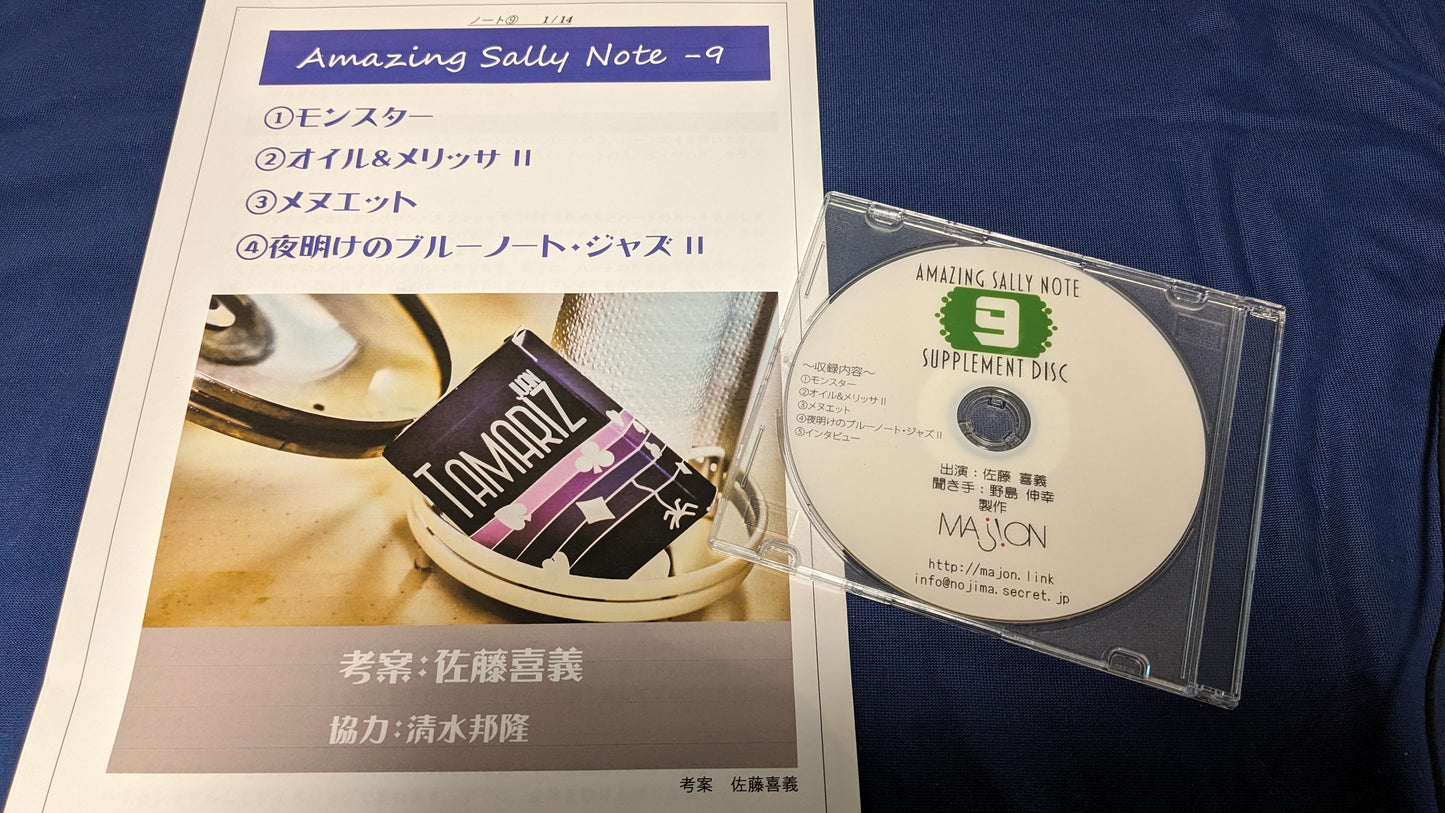 ノート⑨ 1/14
Amazing Sally Note -9
①モンスター
②オイル&メリッサ II
③メヌエット
④夜明けのブルーノート・ジャズ II
JUAN
TAMARIZ
考案：佐藤喜義
協力：清水邦隆
考案 佐藤喜義
AMAZING SALLY NOTE
9
SUPPLEMENT DISC
～収録内容～
①モンスター
②オイル&メリッサ II
③メヌエット
④夜明けのブルーノート・ジャズ II
⑤インタビュー
出演：佐藤 喜義
聞き手：野島 伸幸
製作
MAJ!ON
http://majon.link
info@nojima.secret.jp